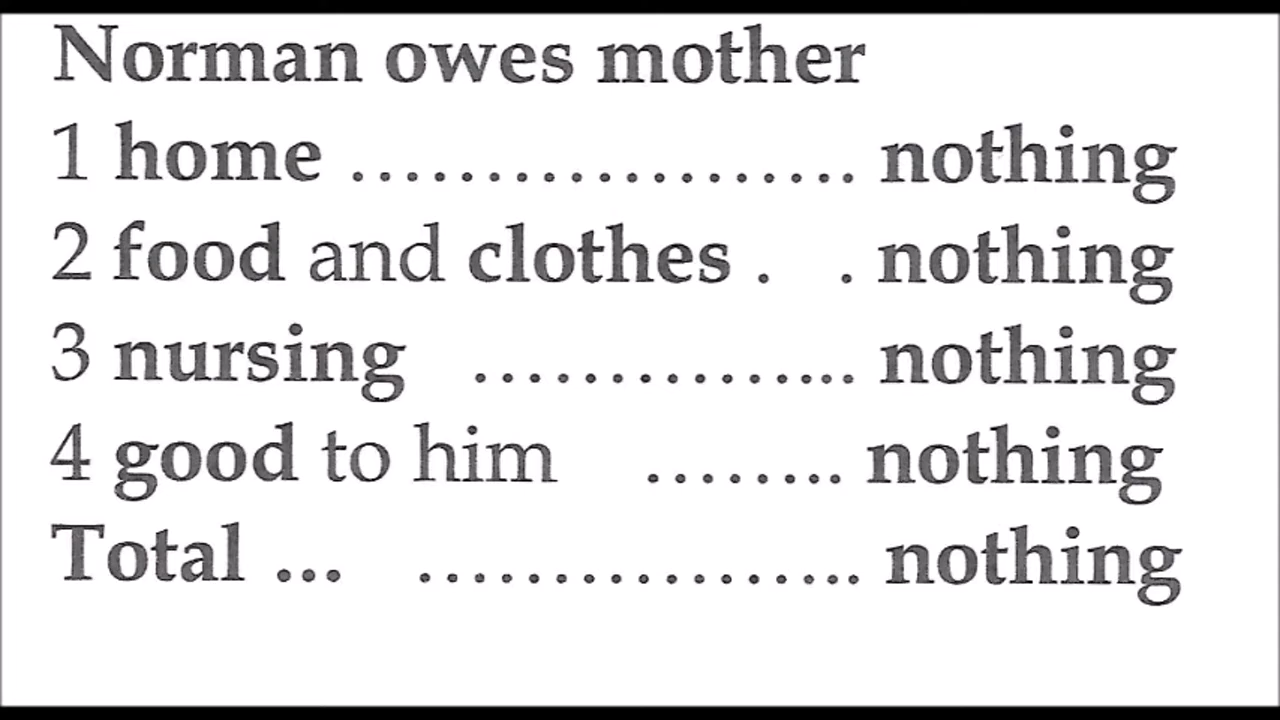 Norman owes mother
1 home ................... nothing
2 food and clothes . . nothing
3 nursing ............... nothing
4 good to him ........ nothing
Total ... ................. nothing